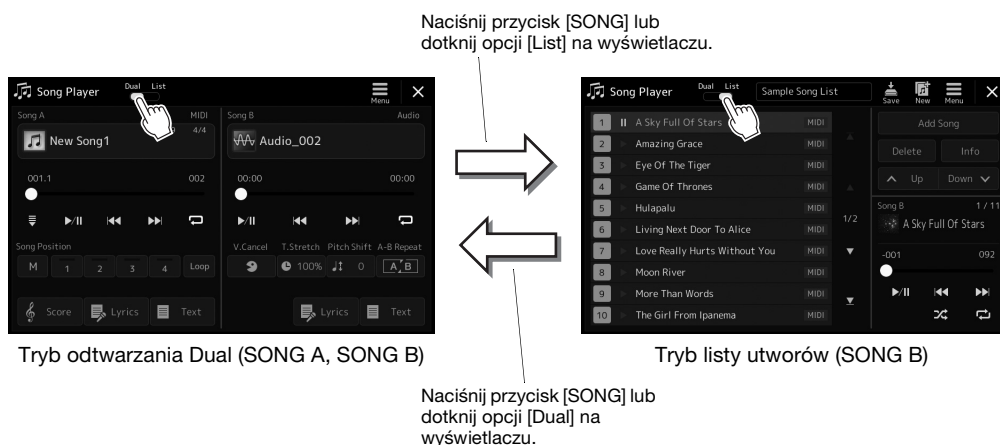 Naciśnij przycisk [SONG] lub
dotknij opcji [List] na wyświetlaczu.
Song Player
Dual List
Menu
Song A MIDI
New Song1
4/4
001.1 002
Song Position
M 1 2 3 4 Loop
Score Lyrics Text
Song B Audio
Audio_002
00:00 00:00
V.Cancel T.Stretch Pitch Shift A-B Repeat
100% 0 A B
Lyrics Text
Song Player
Dual List
Sample Song List
Save New Menu
1 A Sky Full Of Stars MIDI
2 Amazing Grace MIDI
3 Eye Of The Tiger MIDI
4 Game Of Thrones MIDI
5 Hulapalu MIDI
6 Living Next Door To Alice MIDI
7 Love Really Hurts Without You MIDI
8 Moon River MIDI
9 More Than Words MIDI
10 The Girl From Ipanema MIDI
1/2
Add Song
Delete Info
Up Down
Song B 1 / 11
A Sky Full Of Stars
-001 092
Tryb odtwarzania Dual (SONG A, SONG B)
Tryb listy utworów (SONG B)
Naciśnij przycisk [SONG] lub
dotknij opcji [Dual] na
wyświetlaczu.